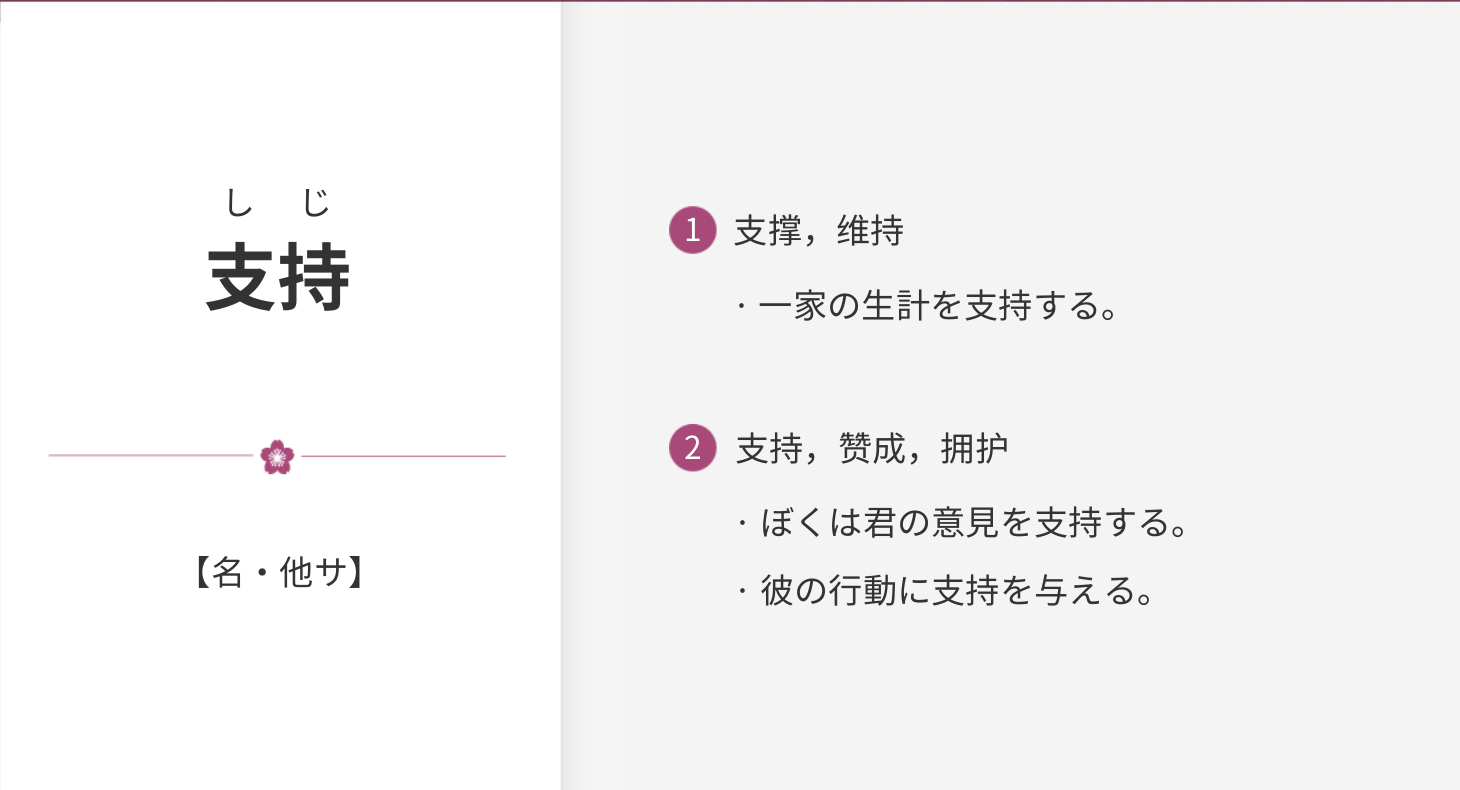 し じ
支持
【名・他サ】
1 支撑，维持
· 一家の生計を支持する。
2 支持，赞成，拥护
· ぼくは君の意見を支持する。
· 彼の行動に支持を与える。